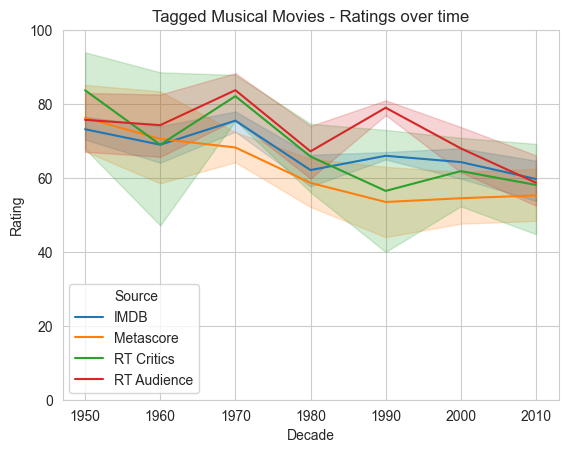 Tagged Musical Movies - Ratings over time
100
80
60
40
20
0
Rating
Source
IMDB
Metascore
RT Critics
RT Audience
1950 1960 1970 1980 1990 2000 2010
Decade